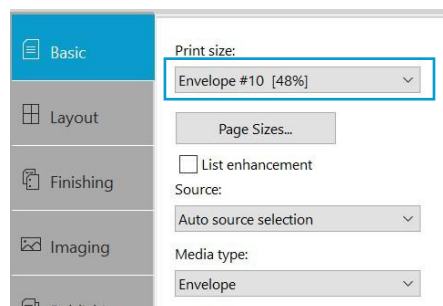 Basic
Layout
Finishing
Imaging
Print size:
Envelope #10 [48%]
Page Sizes...
List enhancement
Source:
Auto source selection
Media type:
Envelope